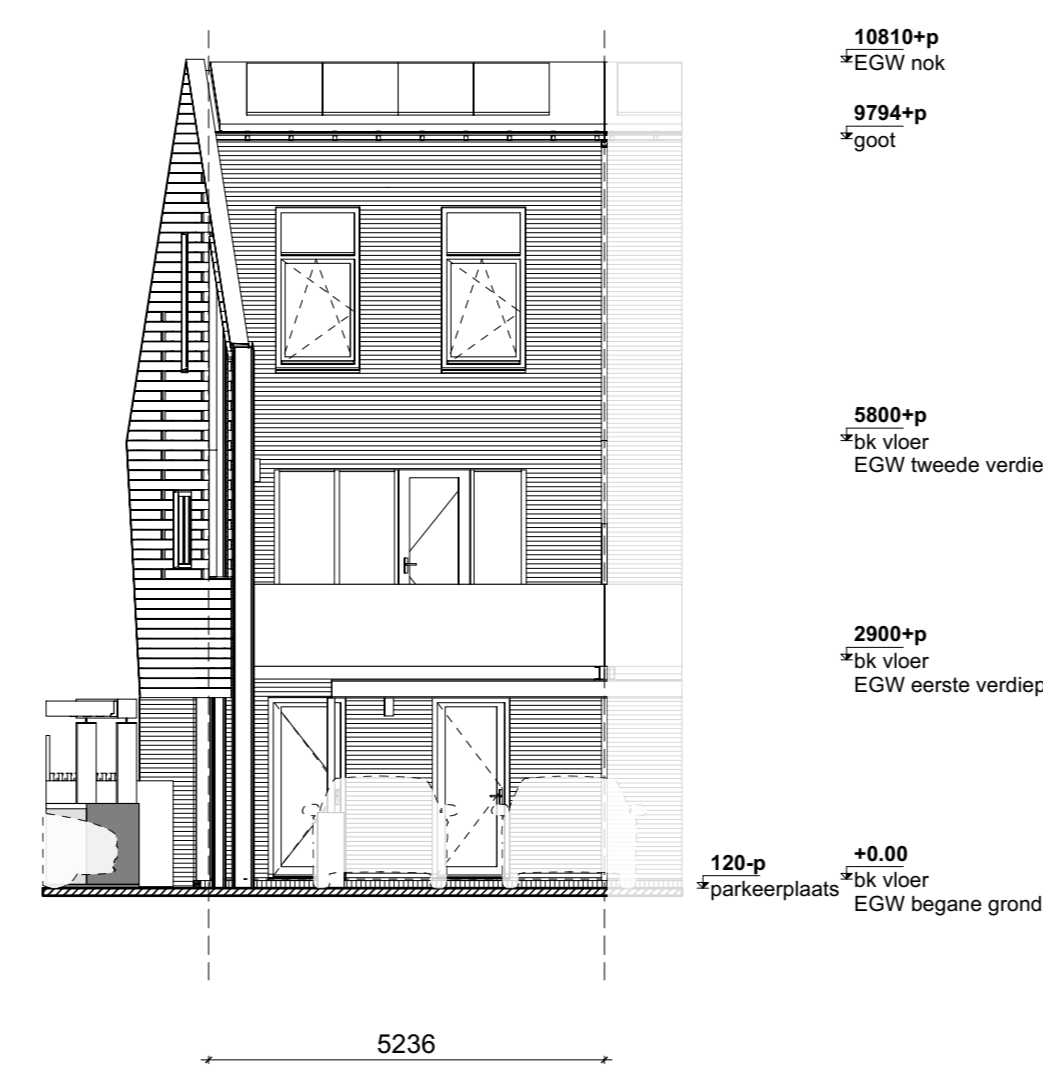 10810+p
EGW nok
9794+p
goot
5800+p
bk vloer
EGW tweede verdie
2900+p
bk vloer
EGW eerste verdiep
120-p
parkeerplaats
+0.00
bk vloer
EGW begane grond
5236